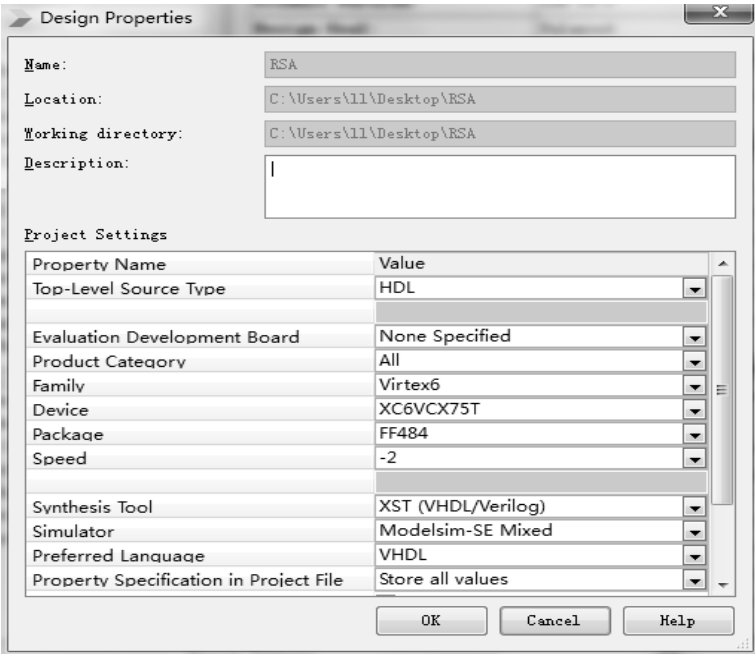 Design Properties
Name:
RSA
Location:
C:\Users\ll\Desktop\RSA
Working directory:
C:\Users\ll\Desktop\RSA
Description:
Project Settings
Property Name Value
Top-Level Source Type HDL
Evaluation Development Board None Specified
Product Category All
Family Virtex6
Device XC6VCX75T
Package FF484
Speed -2
Synthesis Tool XST (VHDL/Verilog)
Simulator Modelsim-SE Mixed
Preferred Language VHDL
Property Specification in Project File Store all values
OK Cancel Help